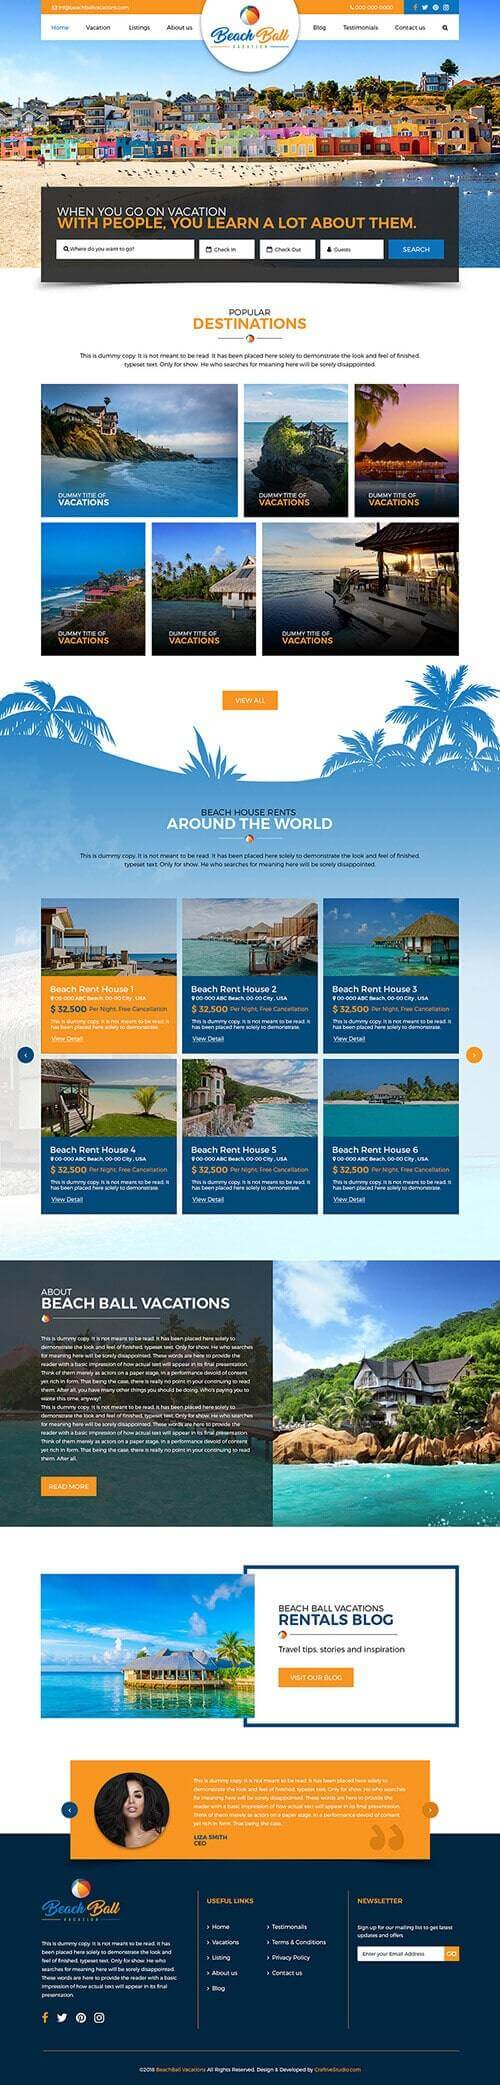 info@beachballvacations.com
000 000-0000
Home Vacation Listings About us
Beach Ball
VACATION
Blog Testimonials Contact us
WHEN YOU GO ON VACATION
WITH PEOPLE, YOU LEARN A LOT ABOUT THEM.
Where do you want to go? Check In Check Out Guests SEARCH
POPULAR
DESTINATIONS
This is dummy copy. It is not meant to be read. It has been placed here solely to demonstrate the look and feel of finished,
typeset text. Only for show. He who searches for meaning here will be sorely disappointed.
DUMMY TITIE OF
VACATIONS
DUMMY TITIE OF
VACATIONS
DUMMY TITIE OF
VACATIONS
DUMMY TITIE OF
VACATIONS
DUMMY TITIE OF
VACATIONS
DUMMY TITIE OF
VACATIONS
VIEW ALL
BEACH HOUSE RENTS
AROUND THE WORLD
This is dummy copy. It is not meant to be read. It has been placed here solely to demonstrate the look and feel of finished,
typeset text. Only for show. He who searches for meaning here will be sorely disappointed.
Beach Rent House 1
00-000 ABC Beach, 00-00 City , USA
$ 32,500 Per Night, Free Cancellation
This is dummy copy. It is not meant to be read. It
has been placed here solely to demonstrate.
View Detail
Beach Rent House 2
00-000 ABC Beach, 00-00 City , USA
$ 32,500 Per Night, Free Cancellation
This is dummy copy. It is not meant to be read. It
has been placed here solely to demonstrate.
View Detail
Beach Rent House 3
00-000 ABC Beach, 00-00 City , USA
$ 32,500 Per Night, Free Cancellation
This is dummy copy. It is not meant to be read. It
has been placed here solely to demonstrate.
View Detail
Beach Rent House 4
00-000 ABC Beach, 00-00 City , USA
$ 32,500 Per Night, Free Cancellation
This is dummy copy. It is not meant to be read. It
has been placed here solely to demonstrate.
View Detail
Beach Rent House 5
00-000 ABC Beach, 00-00 City , USA
$ 32,500 Per Night, Free Cancellation
This is dummy copy. It is not meant to be read. It
has been placed here solely to demonstrate.
View Detail
Beach Rent House 6
00-000 ABC Beach, 00-00 City , USA
$ 32,500 Per Night, Free Cancellation
This is dummy copy. It is not meant to be read. It
has been placed here solely to demonstrate.
View Detail
ABOUT
BEACH BALL VACATIONS
This is dummy copy. It is not meant to be read. It has been placed here solely to
demonstrate the look and feel of finished, typeset text. Only for show. He who searches
for meaning here will be sorely disappointed. These words are here to provide the
reader with a basic impression of how actual text will appear in its final presentation.
Think of them merely as actors on a paper stage, in a performance devoid of content
yet rich in form. That being the case, there is really no point in your continuing to read
them. After all, you have many other things you should be doing. Who's paying you to
waste this time, anyway?
This is dummy copy. It is not meant to be read. It has been placed here solely to
demonstrate the look and feel of finished, typeset text. Only for show. He who searches
for meaning here will be sorely disappointed. These words are here to provide the
reader with a basic impression of how actual text will appear in its final presentation.
Think of them merely as actors on a paper stage, in a performance devoid of content
yet rich in form. That being the case, there is really no point in your continuing to read
them. After all,
READ MORE
BEACH BALL VACATIONS
RENTALS BLOG
Travel tips, stories and inspiration
VISIT OUR BLOG
This is dummy copy. It is not meant to be read. It has been placed here solely to
demonstrate the look and feel of finished, typeset text. Only for show. He who searches
for meaning here will be sorely disappointed. These words are here to provide the
reader with a basic impression of how actual text will appear in its final presentation.
Think of them merely as actors on a paper stage, in a performance devoid of content
yet rich in form. That being the case,
LIZA SMITH
CEO
Beach Ball
VACATION
This is dummy copy. It is not meant to be read. It has
been placed here solely to demonstrate the look and
feel of finished, typeset text. Only for show. He who
searches for meaning here will be sorely disappointed.
These words are here to provide the reader with a basic
impression of how actual text will appear in its final
presentation.
USEFUL LINKS
Home
Vacations
Listing
About us
Blog
Testimonails
Terms & Conditions
Privacy Policy
Contact us
NEWSLETTER
Sign up for our mailing list to get latest
updates and offers
Enter your Email Address GO
©2018 BeachBall Vacations All Rights Reserved. Design & Developed by CraftiveStudio.com